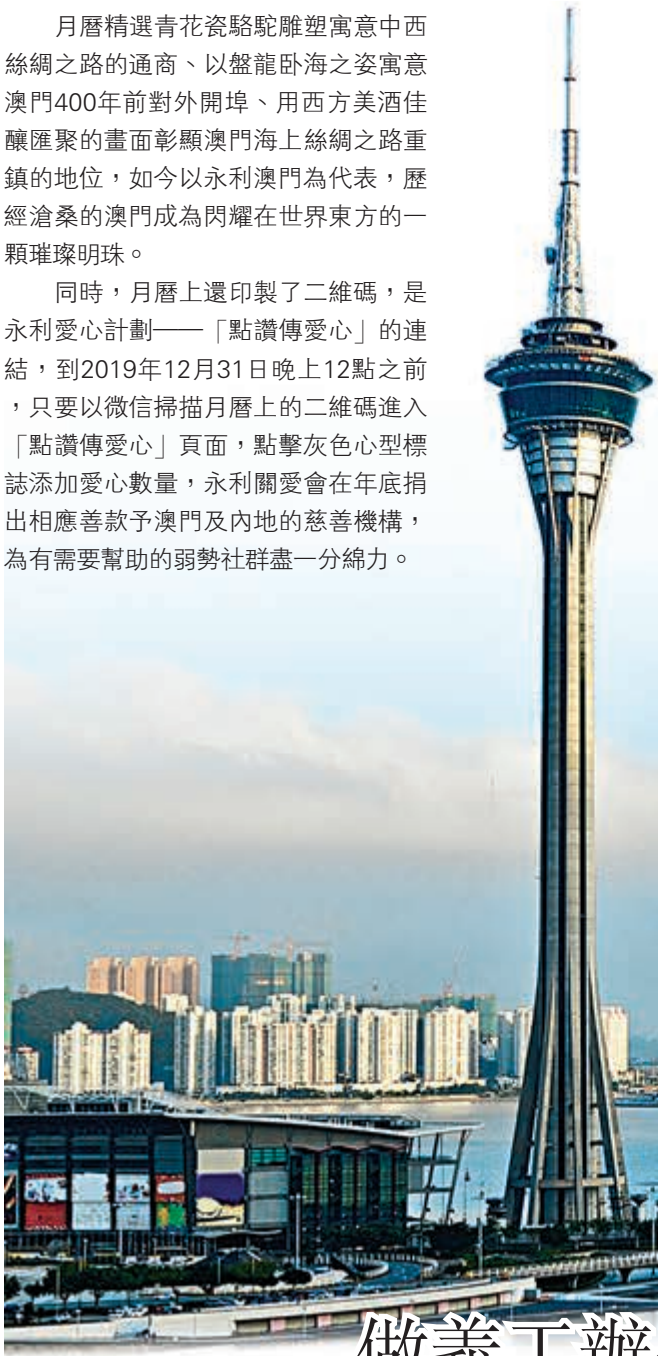 月曆精選青花瓷駱駝雕塑寓意中西
絲綢之路的通商、以盤龍卧海之姿寓意
澳門400年前對外開埠、用西方美酒佳
釀匯聚的畫面彰顯澳門海上絲綢之路重
鎮的地位，如今以永利澳門為代表，歷
經滄桑的澳門成為閃耀在世界東方的一
顆璀璨明珠。
同時，月曆上還印製了二維碼，是
永利愛心計劃——「點讚傳愛心」的連
結，到2019年12月31日晚上12點之前
，只要以微信掃描月曆上的二維碼進入
「點讚傳愛心」頁面，點擊灰色心型標
誌添加愛心數量，永利關愛會在年底捐
出相應善款予澳門及內地的慈善機構，
為有需要幫助的弱勢社群盡一分綿力。
做善工辦